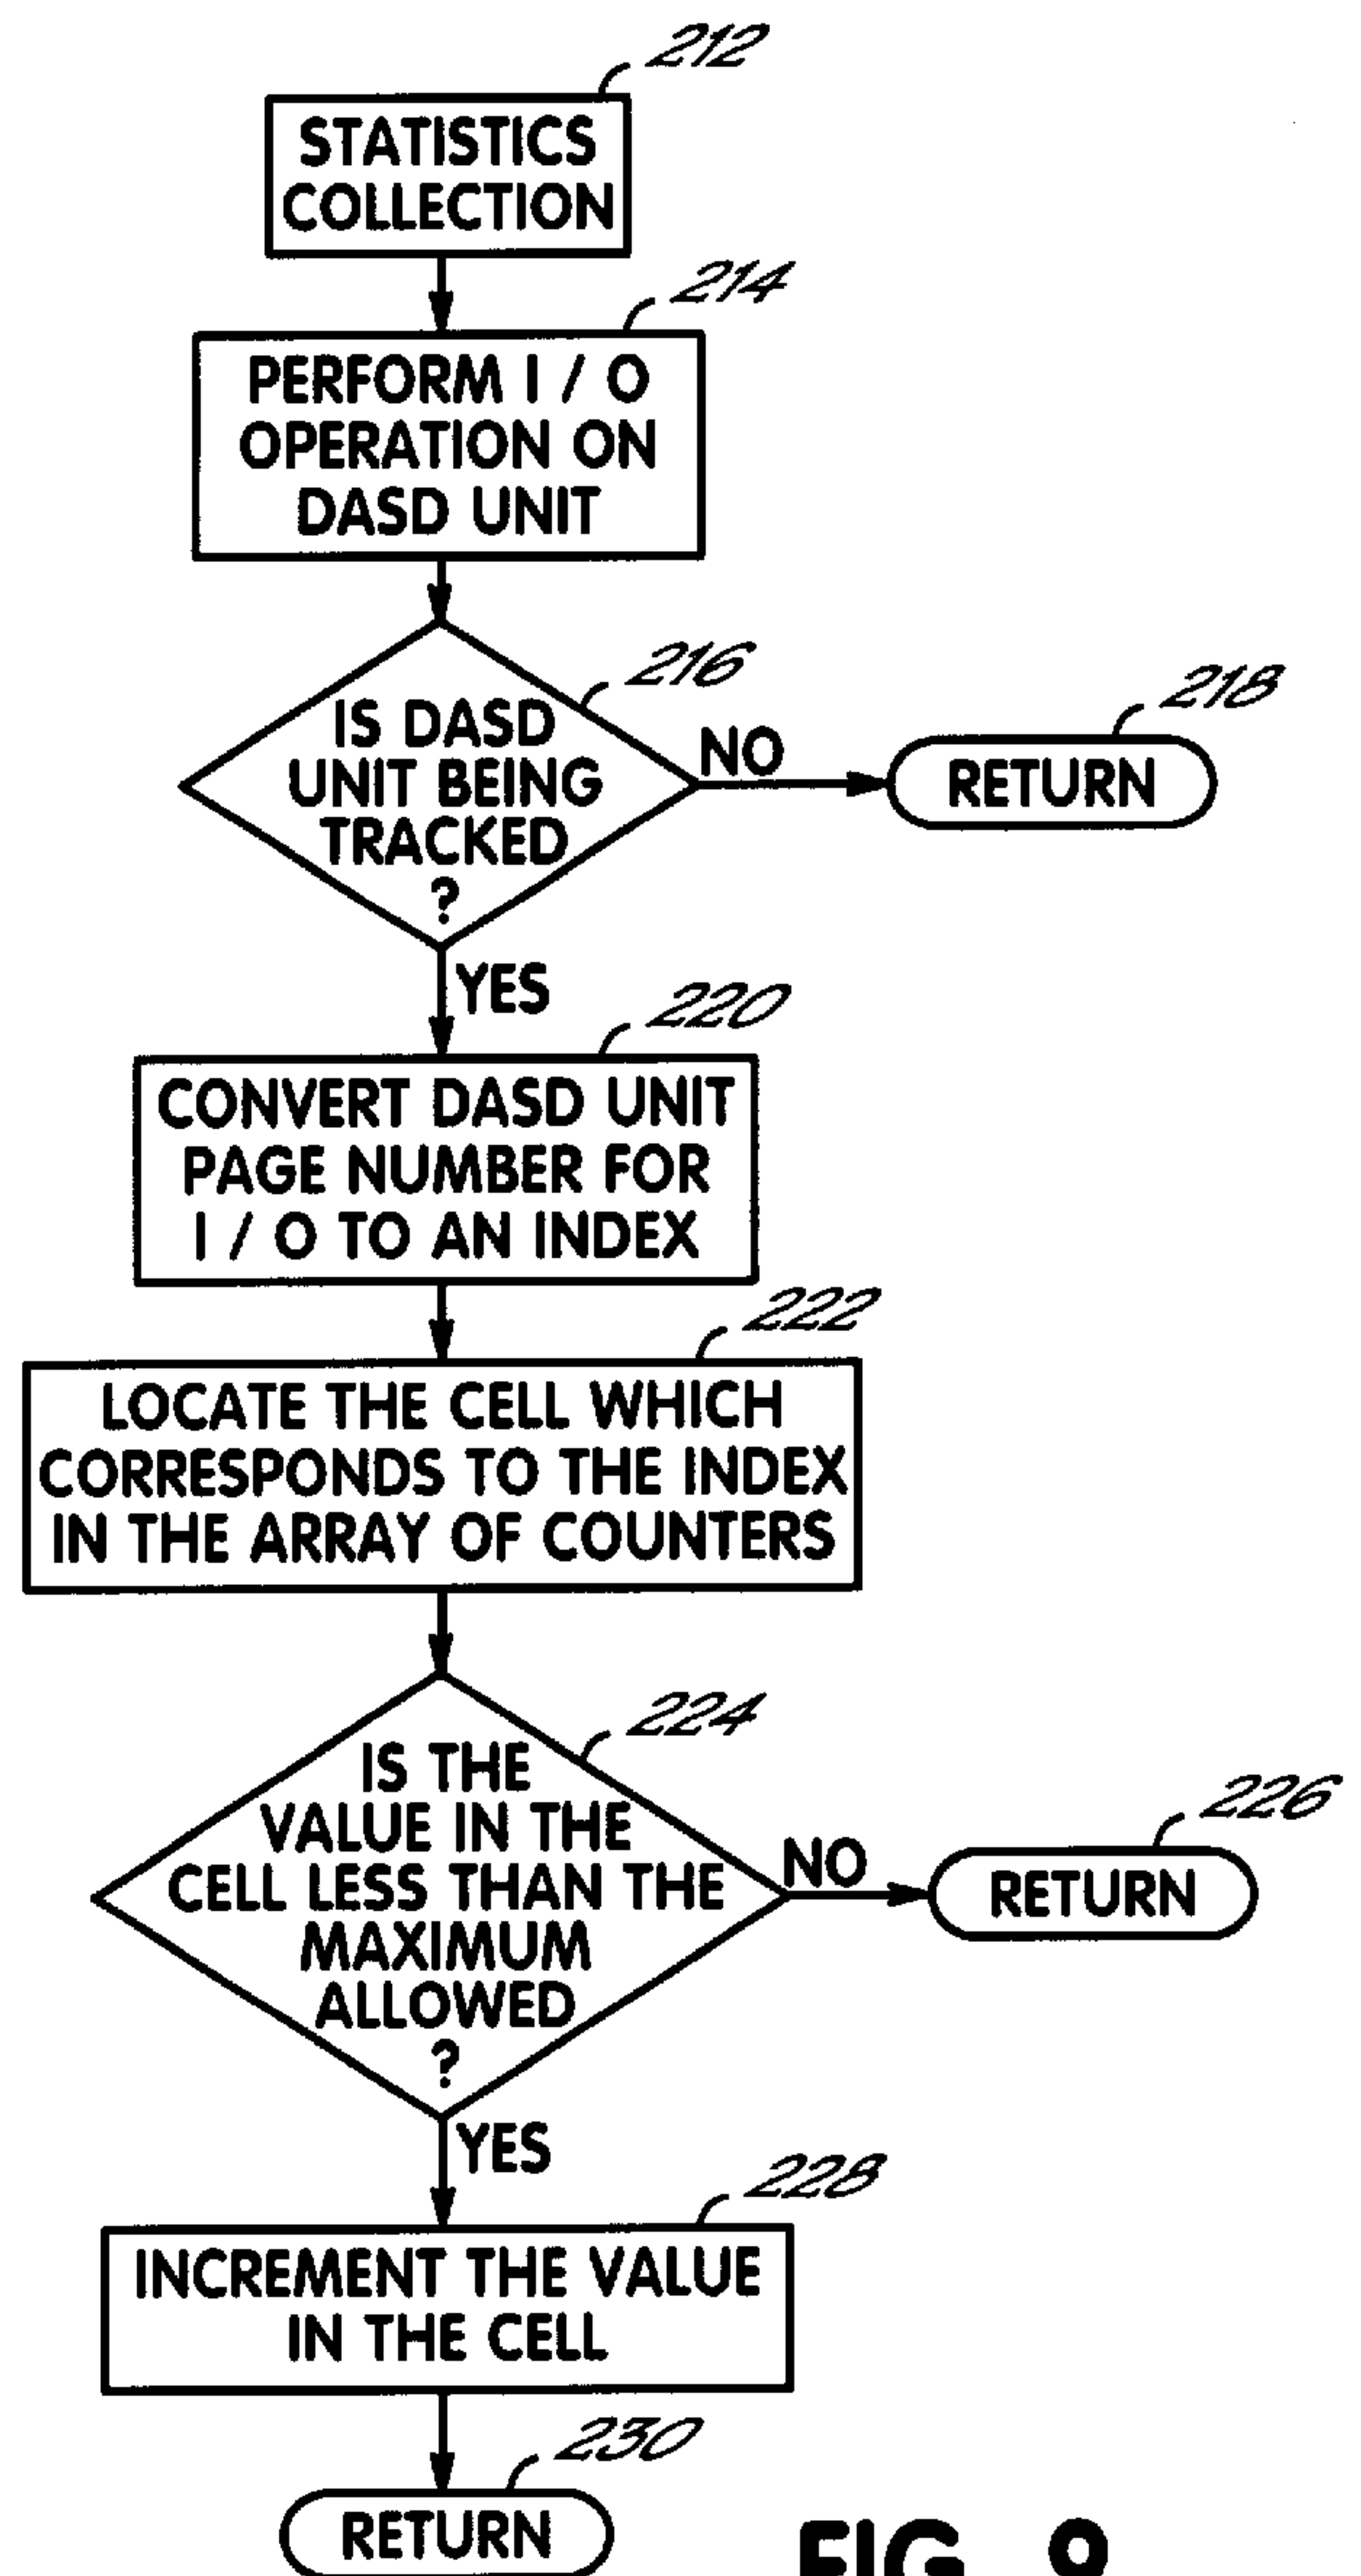 212
STATISTICS
COLLECTION
214
PERFORM I / O
OPERATION ON
DASD UNIT
216
IS DASD
UNIT BEING
TRACKED
?
NO
218
RETURN
YES
220
CONVERT DASD UNIT
PAGE NUMBER FOR
I / O TO AN INDEX
222
LOCATE THE CELL WHICH
CORRESPONDS TO THE INDEX
IN THE ARRAY OF COUNTERS
224
IS THE
VALUE IN THE
CELL LESS THAN THE
MAXIMUM
ALLOWED
?
NO
226
RETURN
YES
228
INCREMENT THE VALUE
IN THE CELL
230
RETURN
FIG. 9